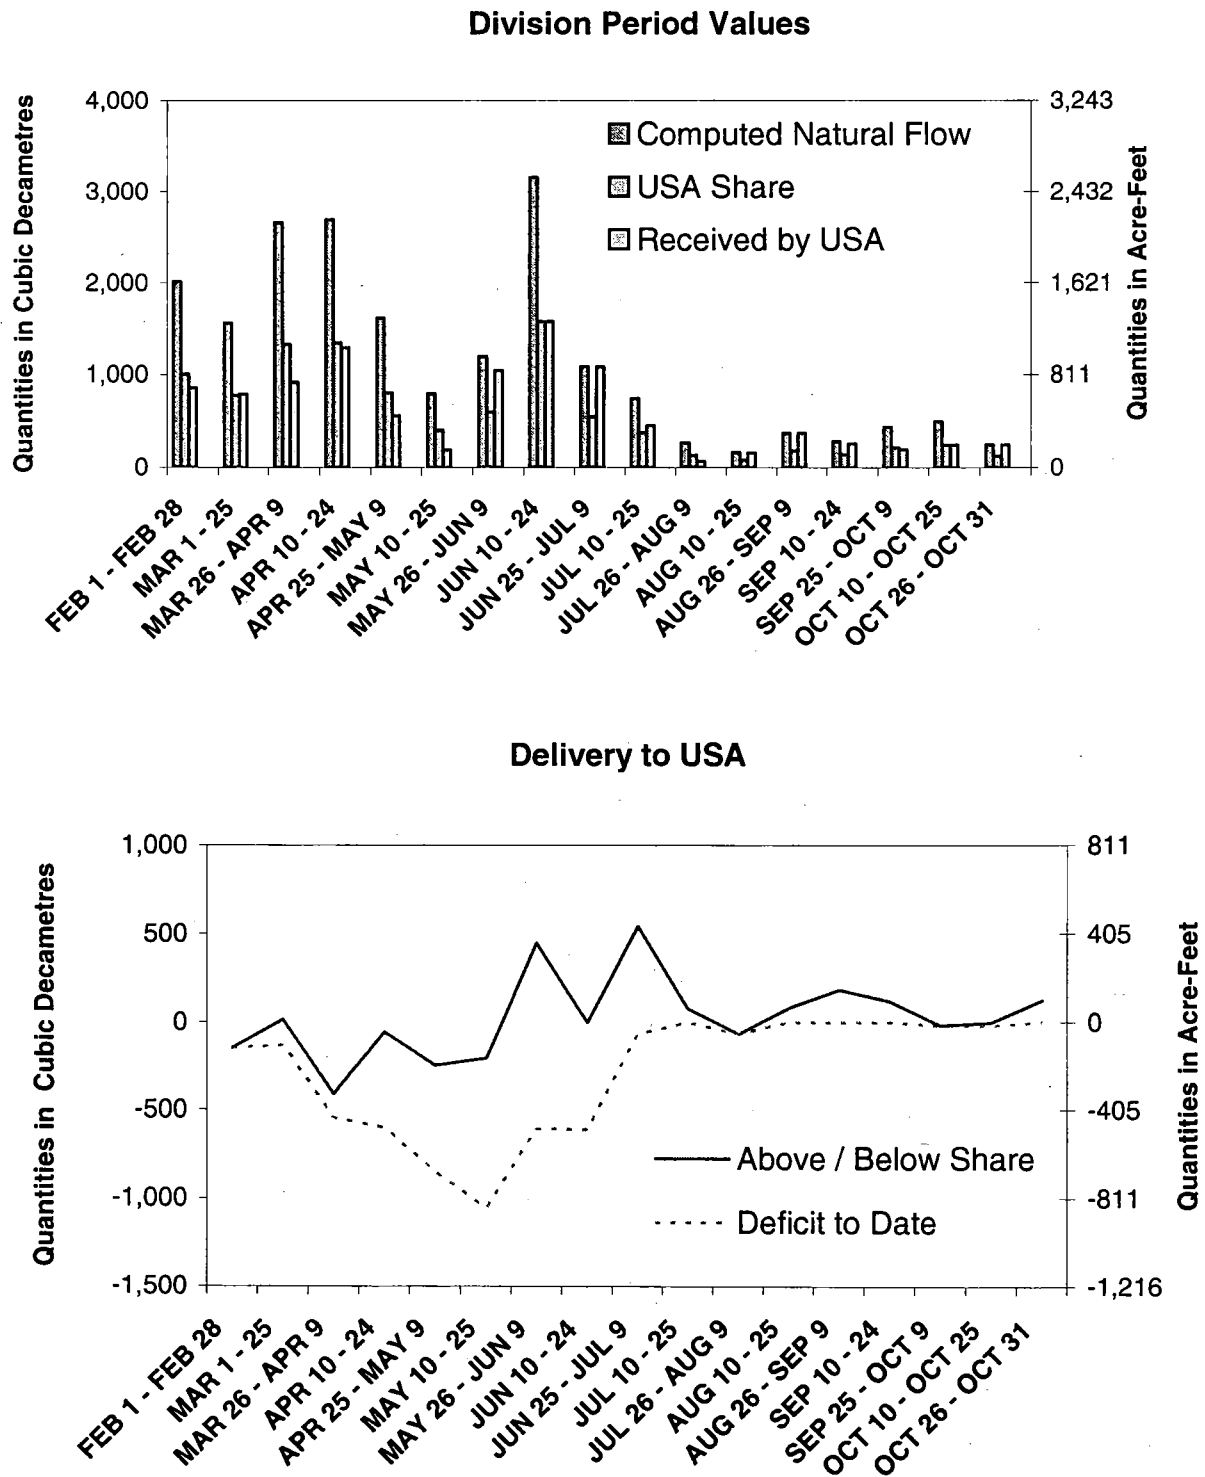 Division Period Values
Quantities in Cubic Decametres
4,000
3,000
2,000
1,000
0
Computed Natural Flow
USA Share
Received by USA
3,243
2,432
1,621
811
0
Quantities in Acre-Feet
FEB 1 - FEB 28
MAR 1 - 25
MAR 26 - APR 9
APR 10 - 24
APR 25 - MAY 9
MAY 10 - 25
MAY 26 - JUN 9
JUN 10 - 24
JUN 25 - JUL 9
JUL 10 - 25
JUL 26 - AUG 9
AUG 10 - 25
AUG 26 - SEP 9
SEP 10 - 24
SEP 25 - OCT 9
OCT 10 - OCT 25
OCT 26 - OCT 31
Delivery to USA
Quantities in Cubic Decametres
1,000
500
0
-500
-1,000
-1,500
Above / Below Share
Deficit to Date
811
405
0
-405
-811
-1,216
Quantities in Acre-Feet
FEB 1 - FEB 28
MAR 1 - 25
MAR 26 - APR 9
APR 10 - 24
APR 25 - MAY 9
MAY 10 - 25
MAY 26 - JUN 9
JUN 10 - 24
JUN 25 - JUL 9
JUL 10 - 25
JUL 26 - AUG 9
AUG 10 - 25
AUG 26 - SEP 9
SEP 10 - 24
SEP 25 - OCT 9
OCT 10 - OCT 25
OCT 26 - OCT 31